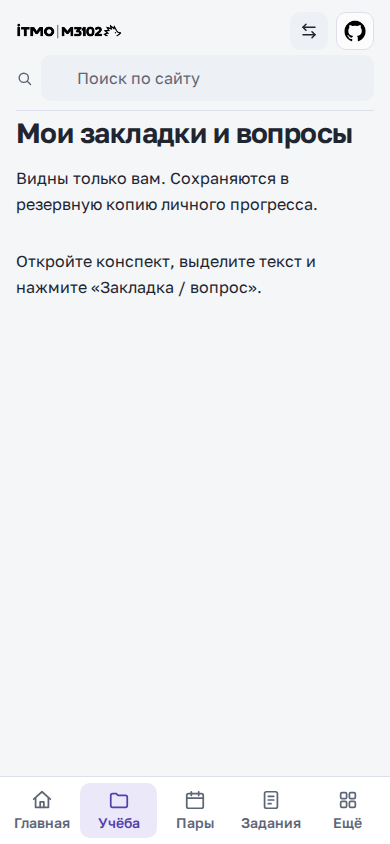 iTMO | M3102
Поиск по сайту
Мои закладки и вопросы
Видны только вам. Сохраняются в
резервную копию личного прогресса.
Откройте конспект, выделите текст и
нажмите «Закладка / вопрос».
Главная Учёба Пары Задания Ещё